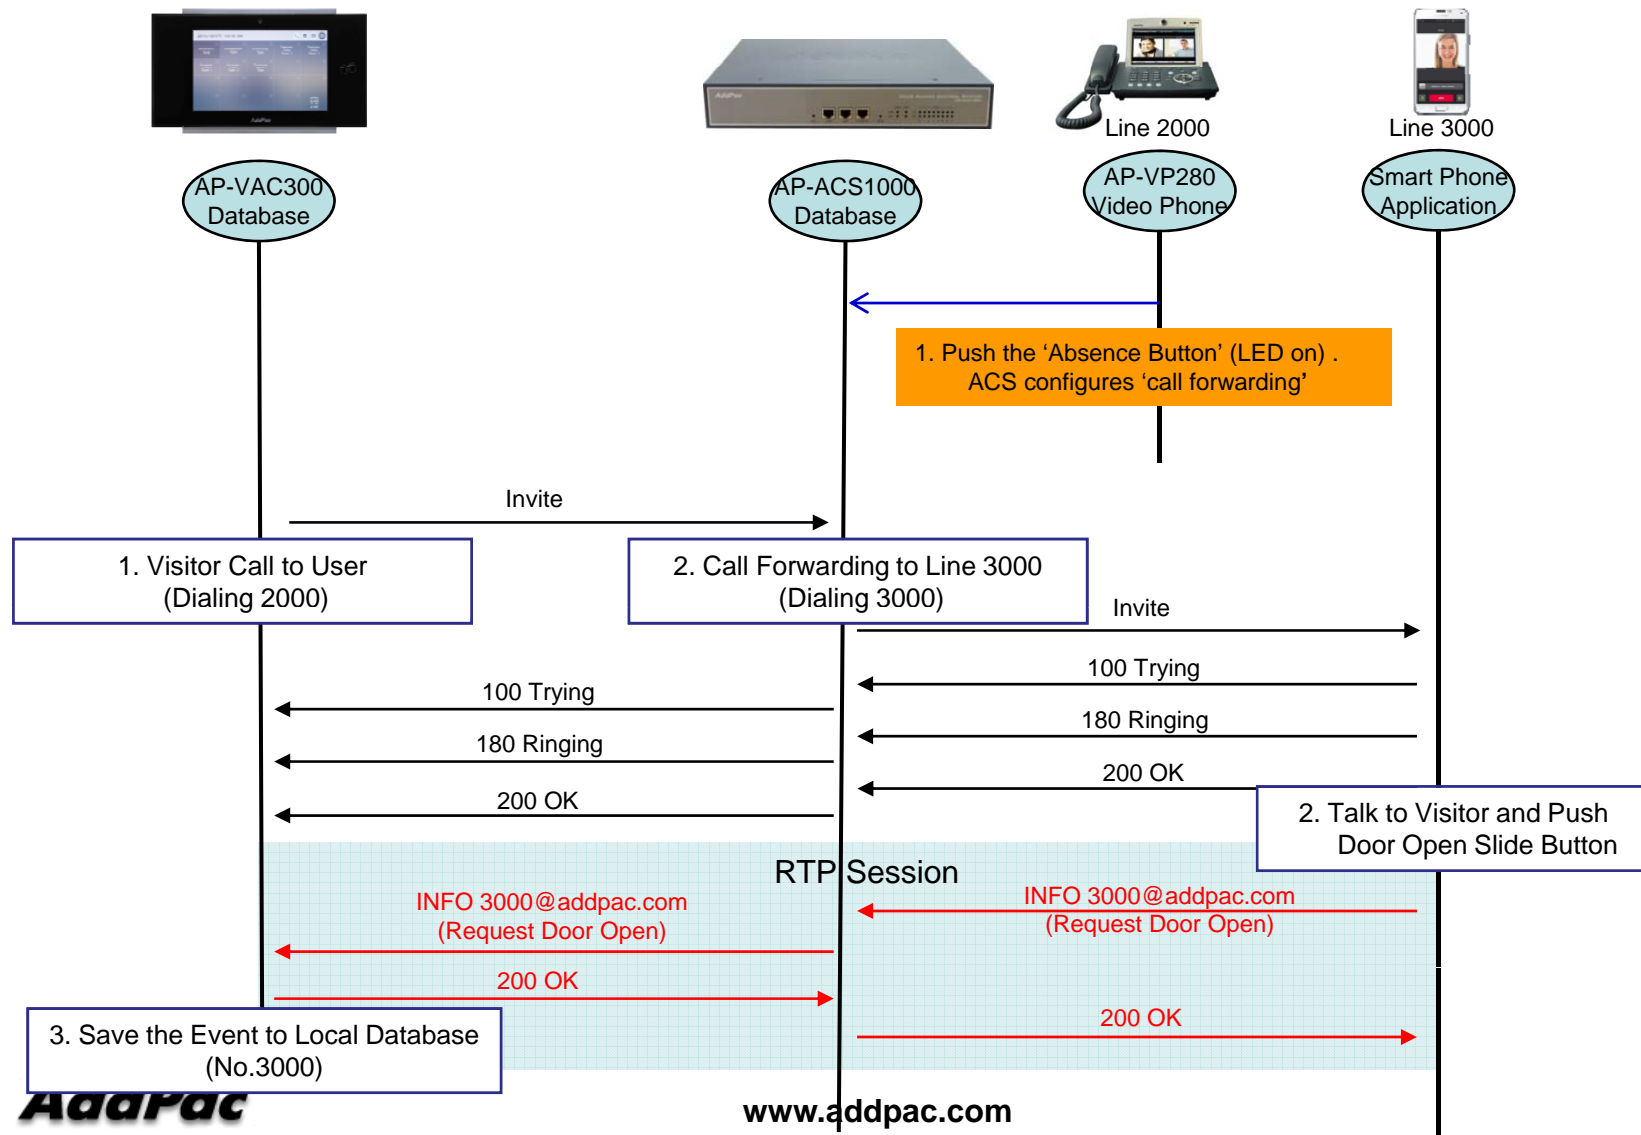 AddPac
AddPac
Line 2000
Line 3000
AP-VAC300
Database
AP-ACS1000
Database
AP-VP280
Video Phone
Smart Phone
Application
1. Push the ‘Absence Button’ (LED on) .
ACS configures ‘call forwarding’
Invite
1. Visitor Call to User
(Dialing 2000)
2. Call Forwarding to Line 3000
(Dialing 3000)
Invite
100 Trying
100 Trying
180 Ringing
180 Ringing
200 OK
200 OK
2. Talk to Visitor and Push
Door Open Slide Button
RTP Session
INFO 3000@addpac.com
(Request Door Open)
INFO 3000@addpac.com
(Request Door Open)
200 OK
200 OK
3. Save the Event to Local Database
(No.3000)
AddPac
www.addpac.com